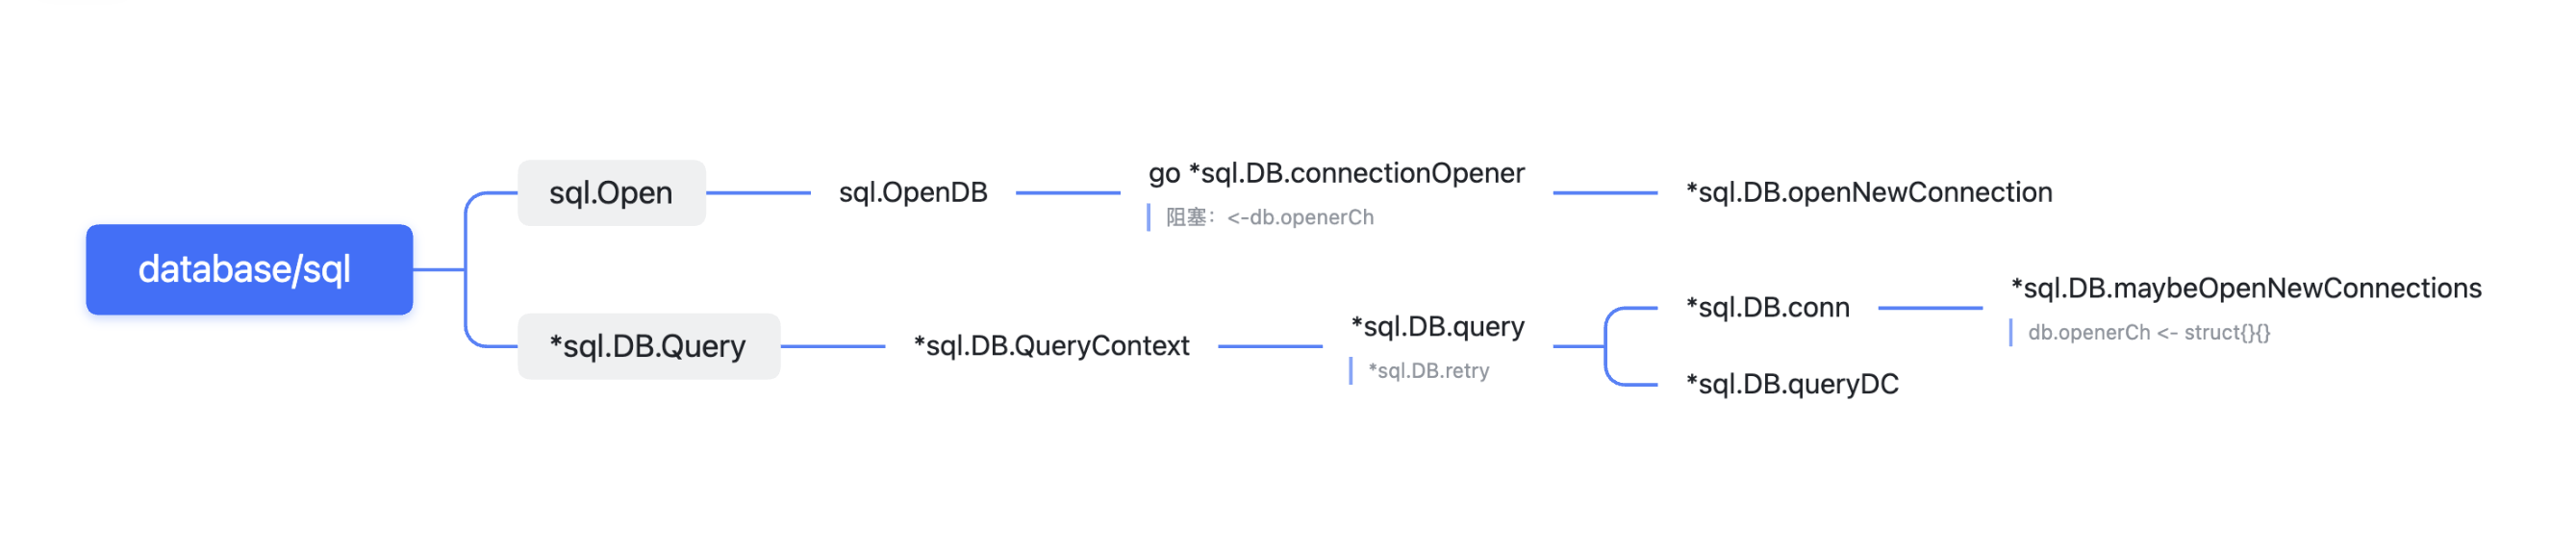 database/sql
sql.Open
sql.OpenDB
go *sql.DB.connectionOpener
阻塞：<-db.openerCh
*sql.DB.openNewConnection
*sql.DB.Query
*sql.DB.QueryContext
*sql.DB.query
*sql.DB.retry
*sql.DB.conn
*sql.DB.maybeOpenNewConnections
db.openerCh <- struct{}{}
*sql.DB.queryDC